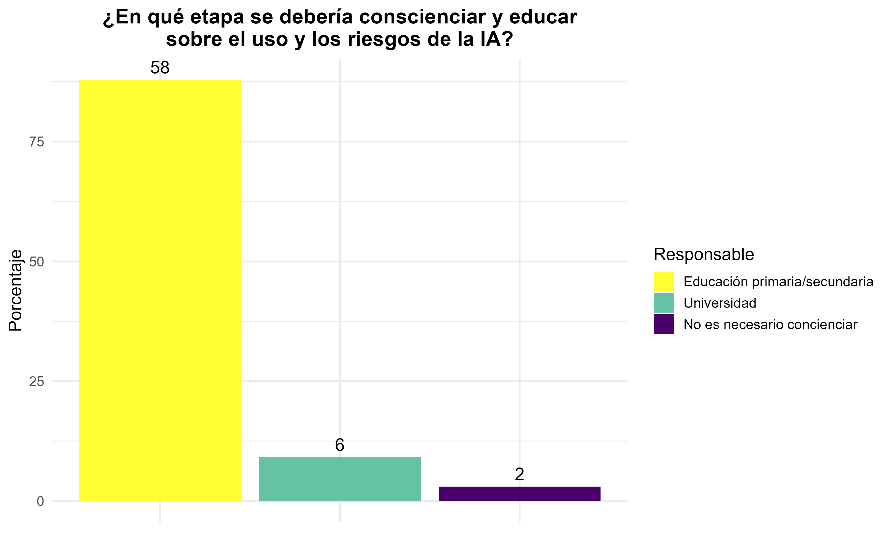 ¿En qué etapa se debería conscienciar y educar
sobre el uso y los riesgos de la IA?
58
75
50
25
0
Porcentaje
6
2
Responsable
Educación primaria/secundaria
Universidad
No es necesario concienciar